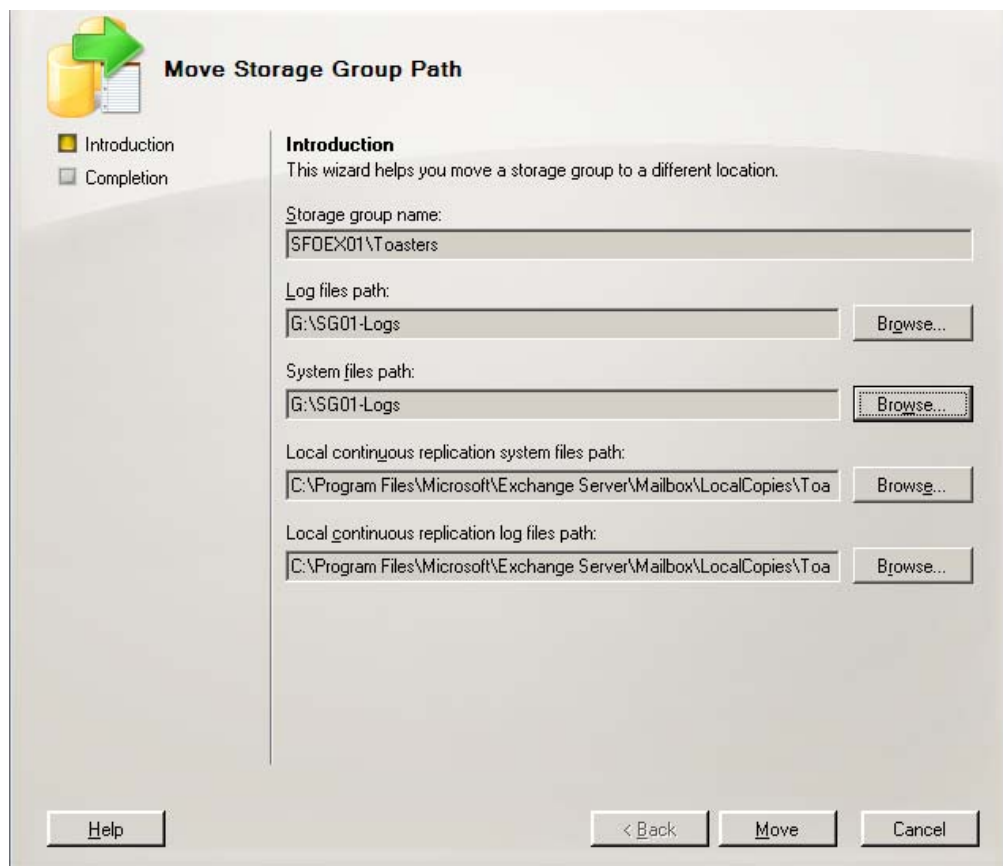 Move Storage Group Path
Introduction
Completion
Introduction
This wizard helps you move a storage group to a different location.
Storage group name:
SFOEX01\Toasters
Log files path:
G:\SG01-Logs
Browse...
System files path:
G:\SG01-Logs
Browse...
Local continuous replication system files path:
C:\Program Files\Microsoft\Exchange Server\Mailbox\LocalCopies\Toa
Browse...
Local continuous replication log files path:
C:\Program Files\Microsoft\Exchange Server\Mailbox\LocalCopies\Toa
Browse...
Help
< Back
Move
Cancel